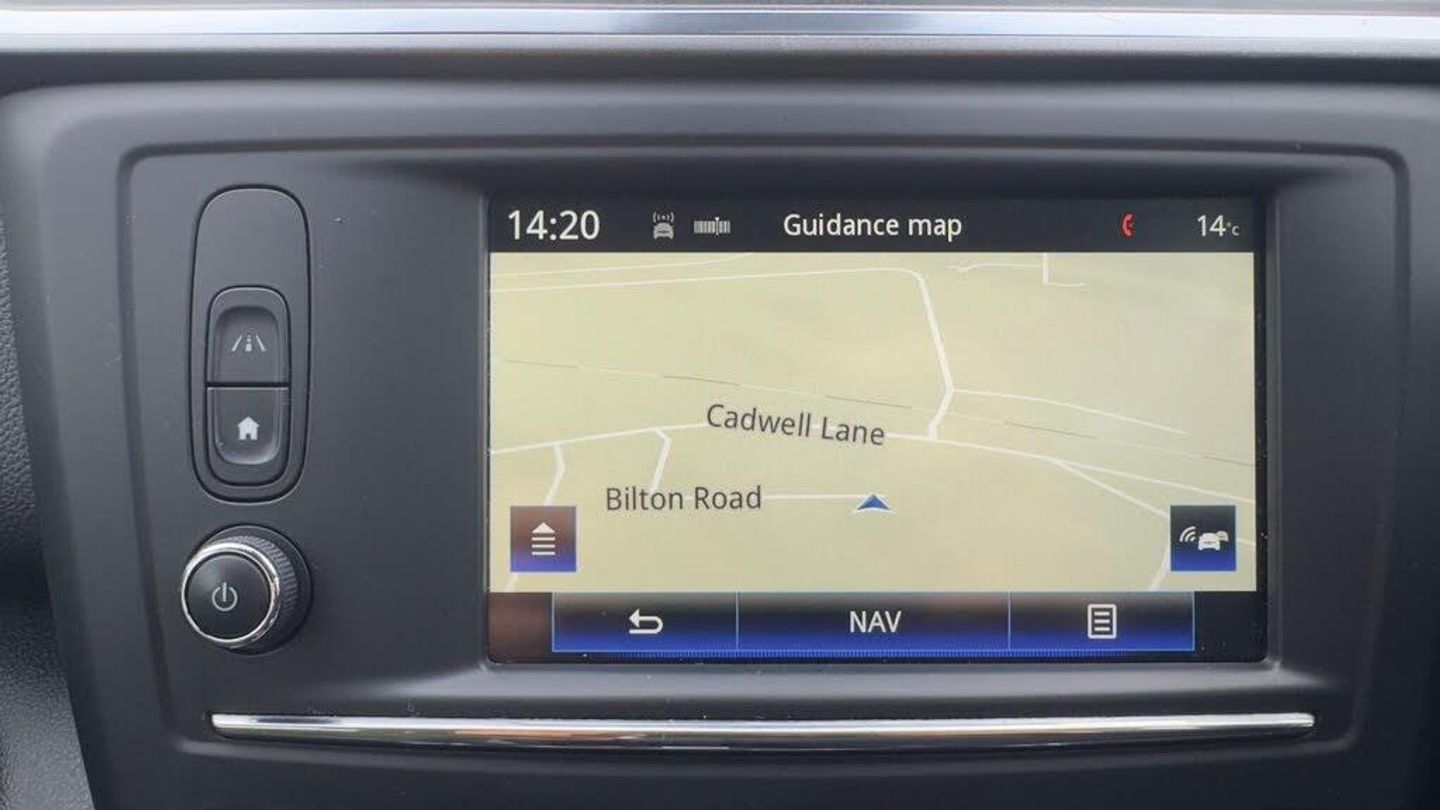 14:20 Guidance map 14°C
Cadwell Lane
Bilton Road
NAV